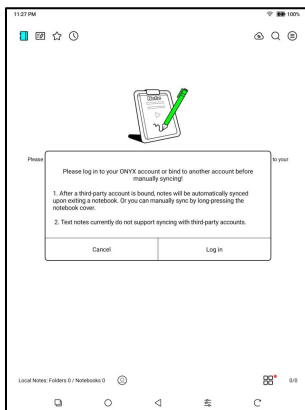 11:27 PM
100%
Note
Please
to your
Please log in to your ONYX account or bind to another account before
manually syncing!
1. After a third-party account is bound, notes will be automatically synced
upon exiting a notebook. Or you can manually sync by long-pressing the
notebook cover.
2. Text notes currently do not support syncing with third-party accounts.
Cancel
Log in
Local Notes: Folders 0 / Notebooks 0
0/0